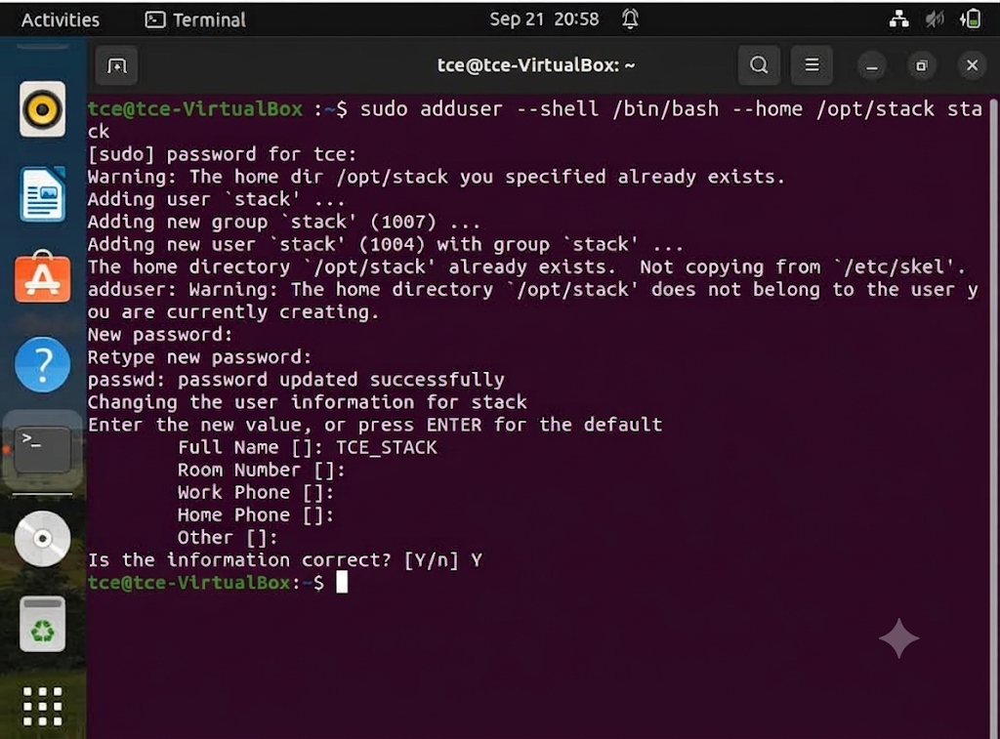 Activities
Terminal
Sep 21 20:58
tce@tce-VirtualBox: ~
tce@tce-VirtualBox :~$ sudo adduser --shell /bin/bash --home /opt/stack sta
ck
[sudo] password for tce:
Warning: The home dir /opt/stack you specified already exists.
Adding user `stack' ...
Adding new group `stack' (1007) ...
Adding new user `stack' (1004) with group `stack' ...
The home directory `/opt/stack' already exists.  Not copying from `/etc/skel'.
adduser: Warning: The home directory `/opt/stack' does not belong to the user y
ou are currently creating.
New password:
Retype new password:
passwd: password updated successfully
Changing the user information for stack
Enter the new value, or press ENTER for the default
Full Name []: TCE_STACK
Room Number []:
Work Phone []:
Home Phone []:
Other []:
Is the information correct? [Y/n] Y
tce@tce-VirtualBox:~$